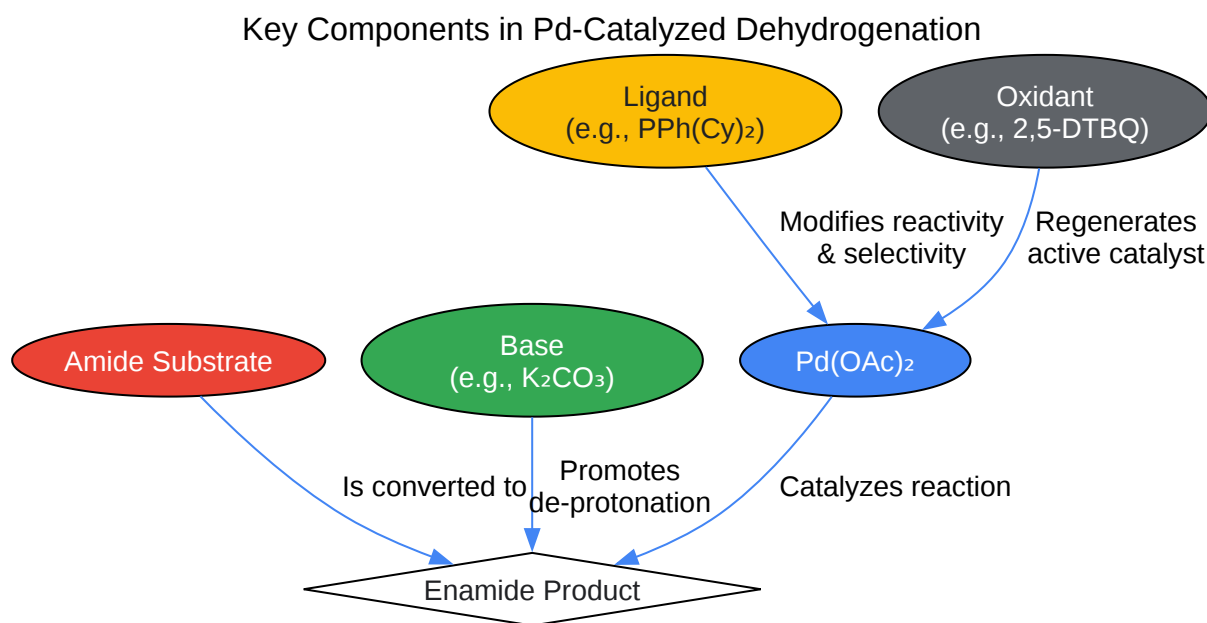 Key Components in Pd-Catalyzed Dehydrogenation
Ligand
(e.g., PPh(Cy)₂)
Oxidant
(e.g., 2,5-DTBQ)
Modifies reactivity
& selectivity
Regenerates
active catalyst
Amide Substrate
Base
(e.g., K₂CO₃)
Pd(OAc)₂
Is converted to
Promotes
de-protonation
Catalyzes reaction
Enamide Product